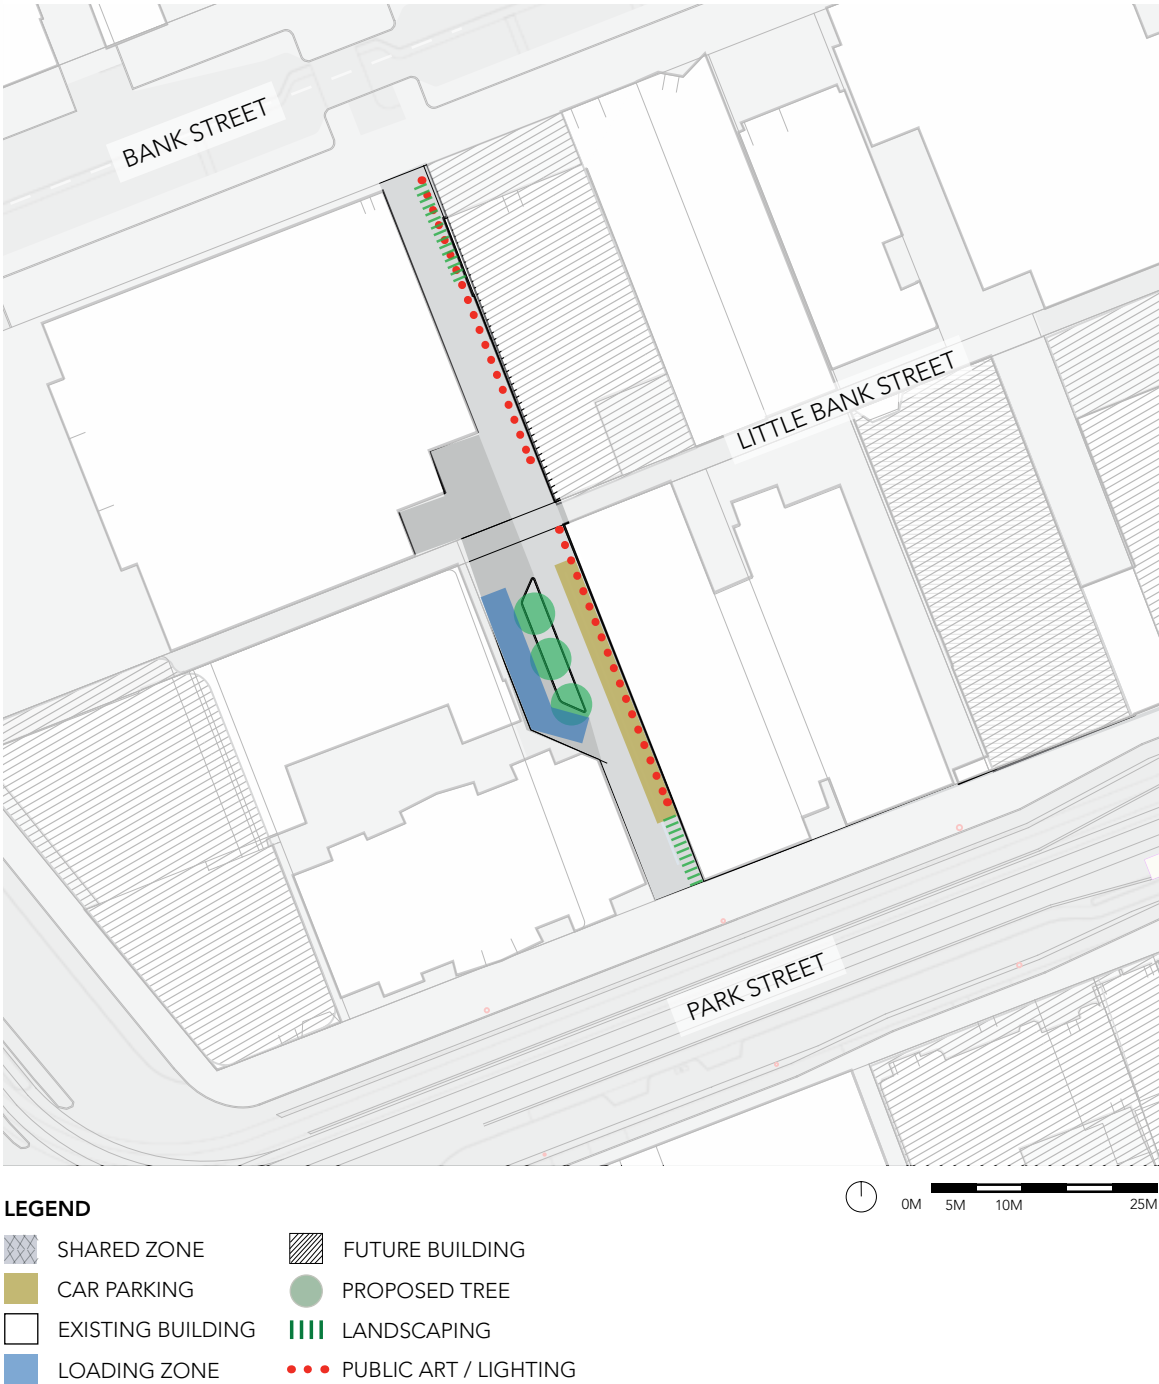 BANK STREET
LITTLE BANK STREET
PARK STREET
0M 5M 10M 25M
LEGEND
SHARED ZONE
CAR PARKING
EXISTING BUILDING
LOADING ZONE
FUTURE BUILDING
PROPOSED TREE
LANDSCAPING
PUBLIC ART / LIGHTING